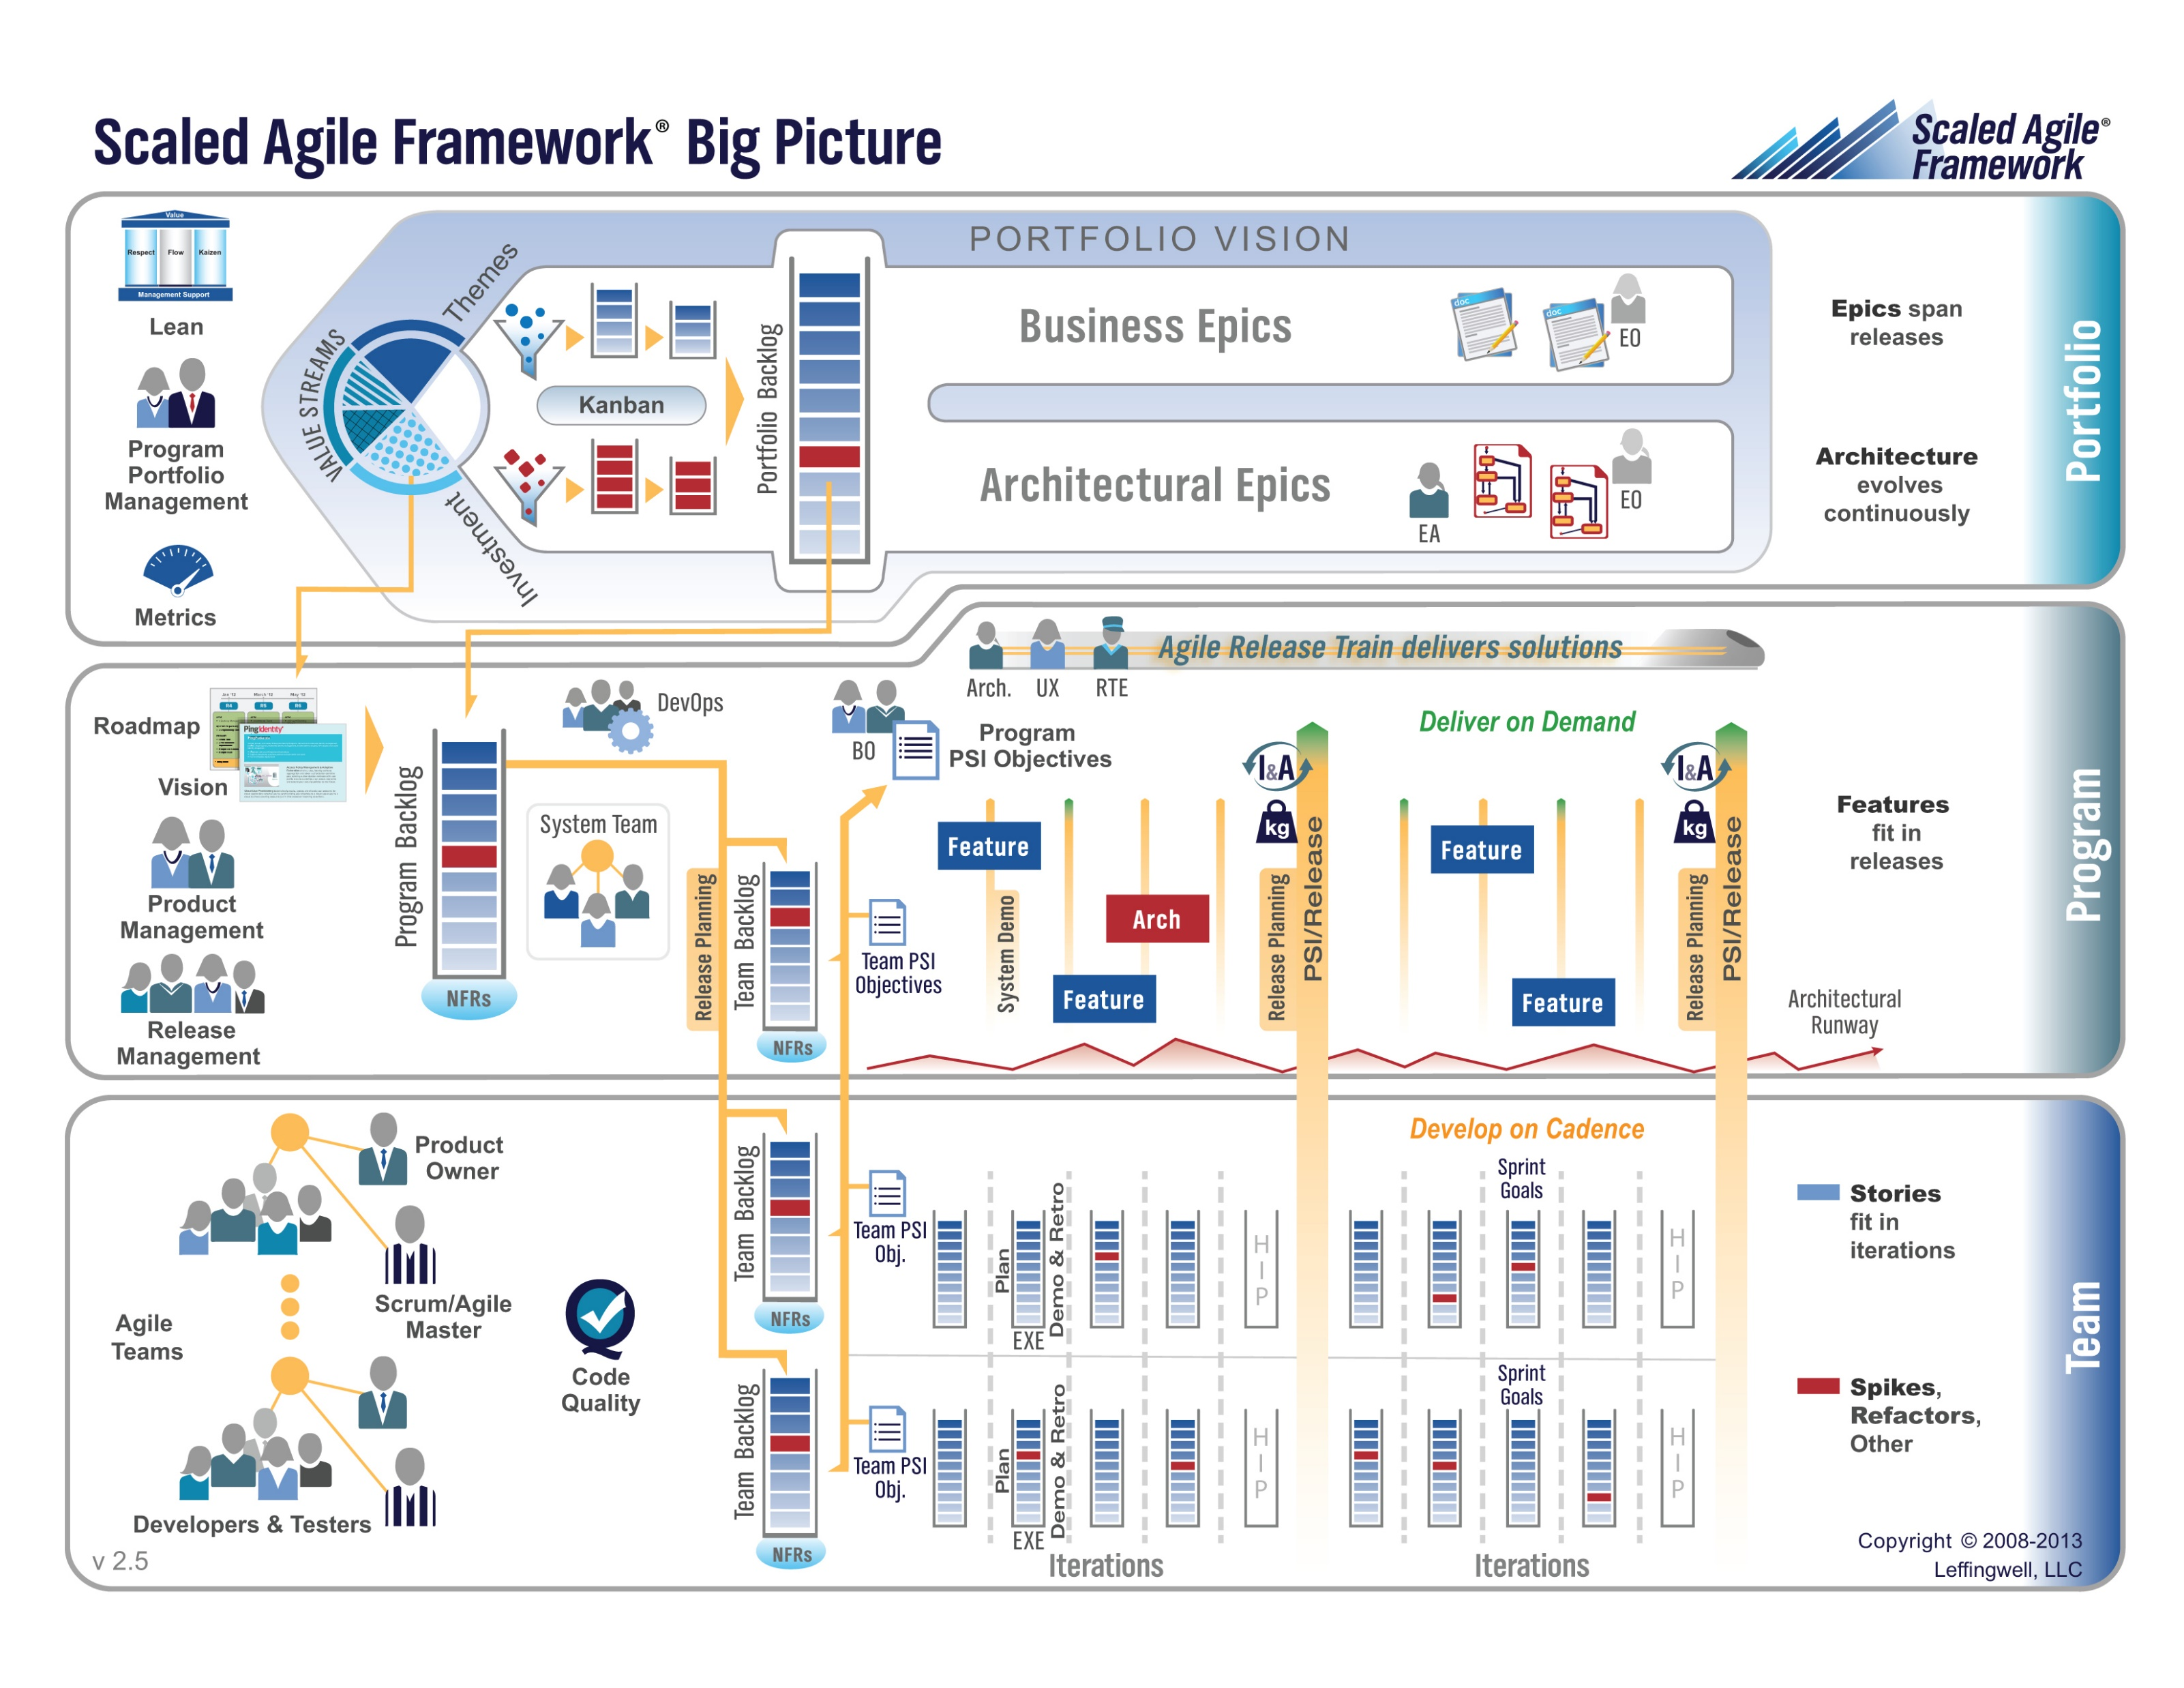 Scaled Agile Framework® Big Picture
Scaled Agile®
Framework
Value
Respect
Flow
Kaizen
Management Support
Lean
Program
Portfolio
Management
Metrics
VALUE STREAMS
Themes
Investment
Kanban
Portfolio Backlog
PORTFOLIO VISION
Business Epics
doc
doc
EO
Architectural Epics
EA
EO
Epics span
releases
Architecture
evolves
continuously
Portfolio
Agile Release Train delivers solutions
Arch.
UX
RTE
Roadmap
Vision
PingIdentity
Product
Management
Release
Management
Program Backlog
NFRs
DevOps
System Team
Release Planning
Team Backlog
NFRs
BO
Program
PSI Objectives
Team PSI
Objectives
Feature
System Demo
Feature
Arch
I&A
kg
Release Planning
PSI/Release
Deliver on Demand
Feature
Feature
I&A
kg
Release Planning
PSI/Release
Features
fit in
releases
Architectural
Runway
Program
Product
Owner
Scrum/Agile
Master
Agile
Teams
Developers & Testers
Code
Quality
v 2.5
Team Backlog
NFRs
Team PSI
Obj.
Plan
EXE
Demo & Retro
H
I
P
Develop on Cadence
Sprint
Goals
H
I
P
Team Backlog
NFRs
Team PSI
Obj.
Plan
EXE
Demo & Retro
H
I
P
Sprint
Goals
H
I
P
Iterations
Iterations
Stories
fit in
iterations
Spikes,
Refactors,
Other
Team
Copyright © 2008-2013
Leffingwell, LLC